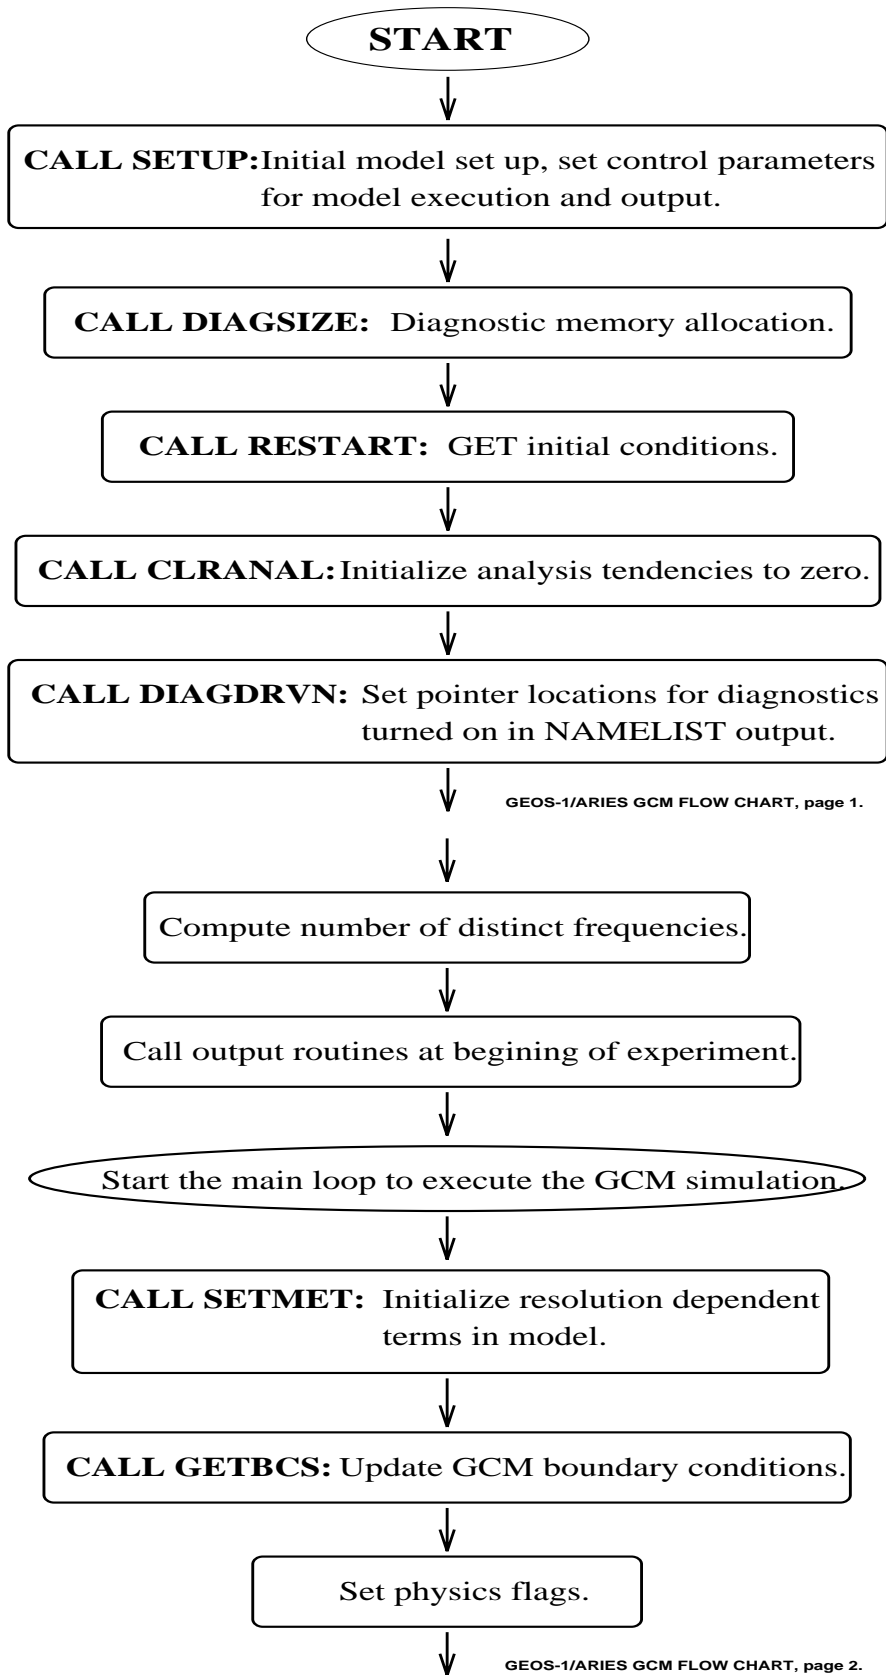 START
CALL SETUP: Initial model set up, set control parameters
for model execution and output.
CALL DIAGSIZE: Diagnostic memory allocation.
CALL RESTART: GET initial conditions.
CALL CLRANAL: Initialize analysis tendencies to zero.
CALL DIAGDRVN: Set pointer locations for diagnostics
turned on in NAMELIST output.
GEOS-1/ARIES GCM FLOW CHART, page 1.
Compute number of distinct frequencies.
Call output routines at begining of experiment.
Start the main loop to execute the GCM simulation.
CALL SETMET: Initialize resolution dependent
terms in model.
CALL GETBCS: Update GCM boundary conditions.
Set physics flags.
GEOS-1/ARIES GCM FLOW CHART, page 2.